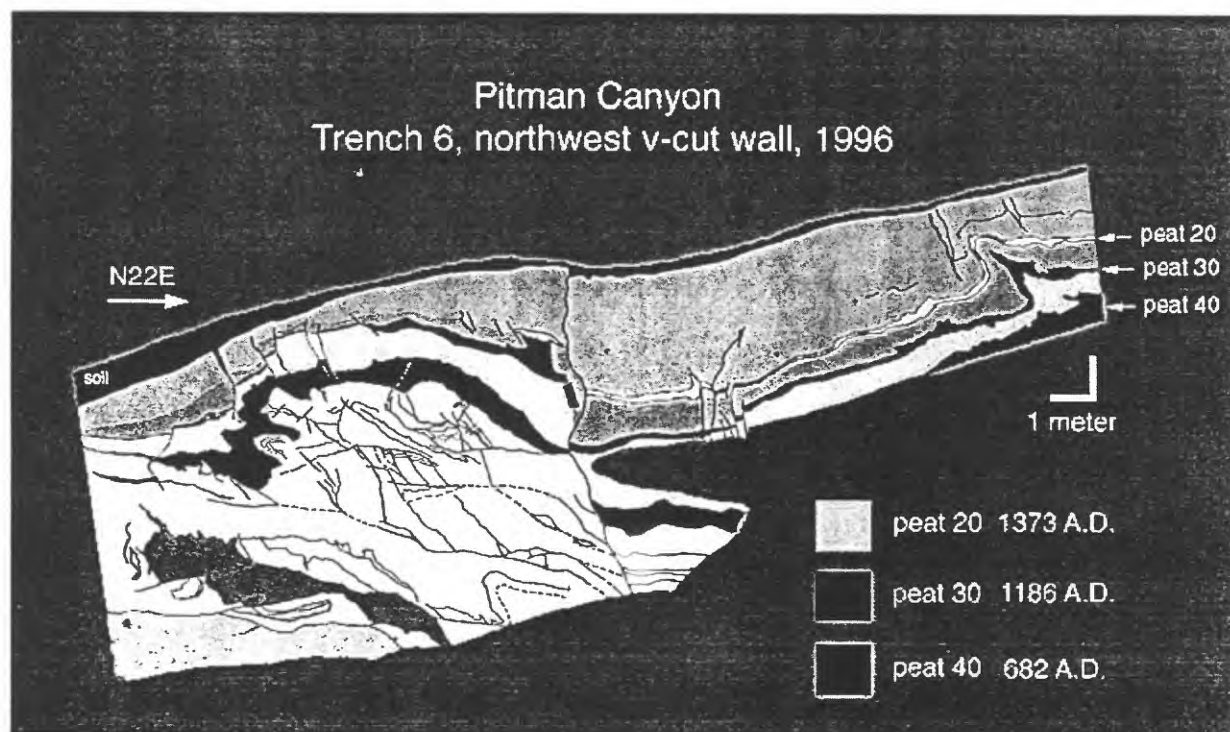 Pitman Canyon
Trench 6, northwest v-cut wall, 1996
N22E
peat 20
peat 30
peat 40
soil
1 meter
peat 20 1373 A.D.
peat 30 1186 A.D.
peat 40 682 A.D.